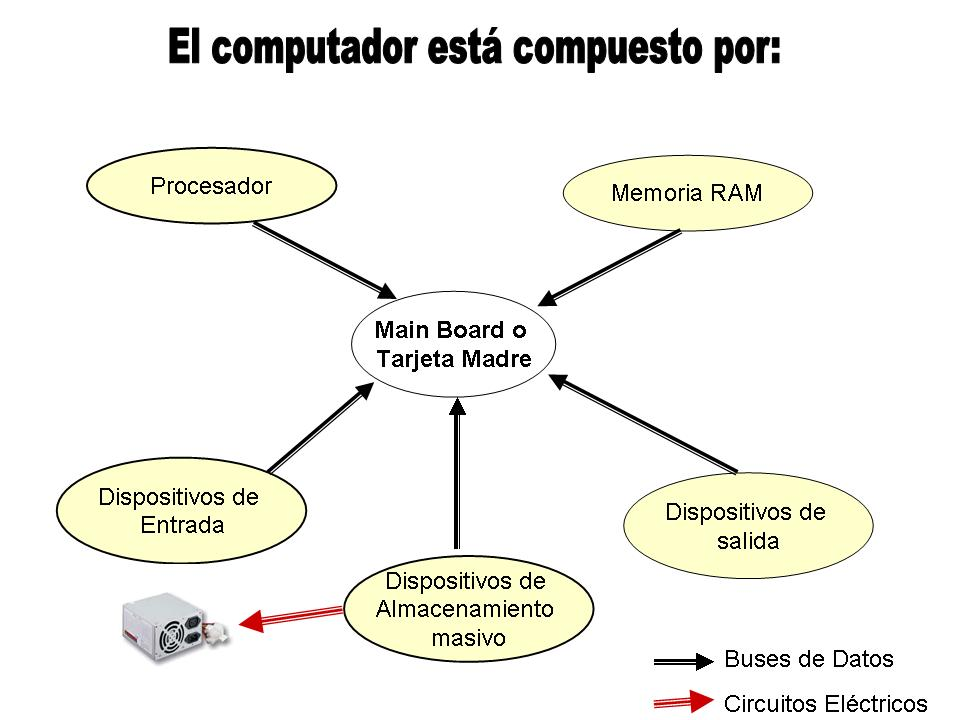 El computador está compuesto por:
Procesador
Memoria RAM
Main Board o
Tarjeta Madre
Dispositivos de
Entrada
Dispositivos de
salida
Dispositivos de
Almacenamiento
masivo
Buses de Datos
Circuitos Eléctricos